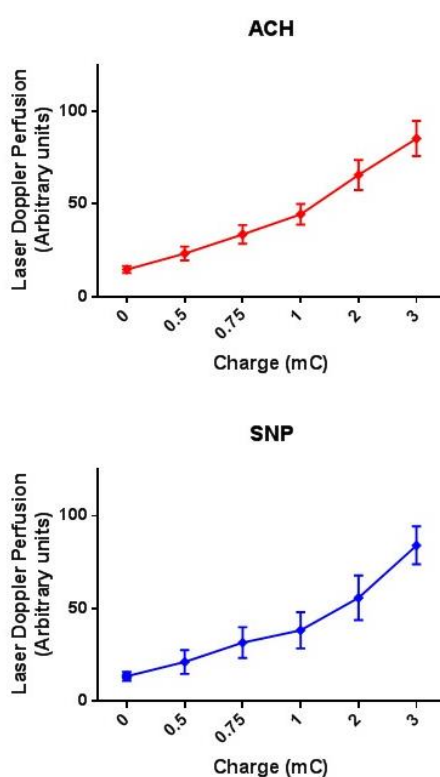 ACH
Laser Doppler Perfusion
(Arbitrary units)
100
50
0
0 0.5 0.75 1 2 3
Charge (mC)
SNP
Laser Doppler Perfusion
(Arbitrary units)
100
50
0
0 0.5 0.75 1 2 3
Charge (mC)